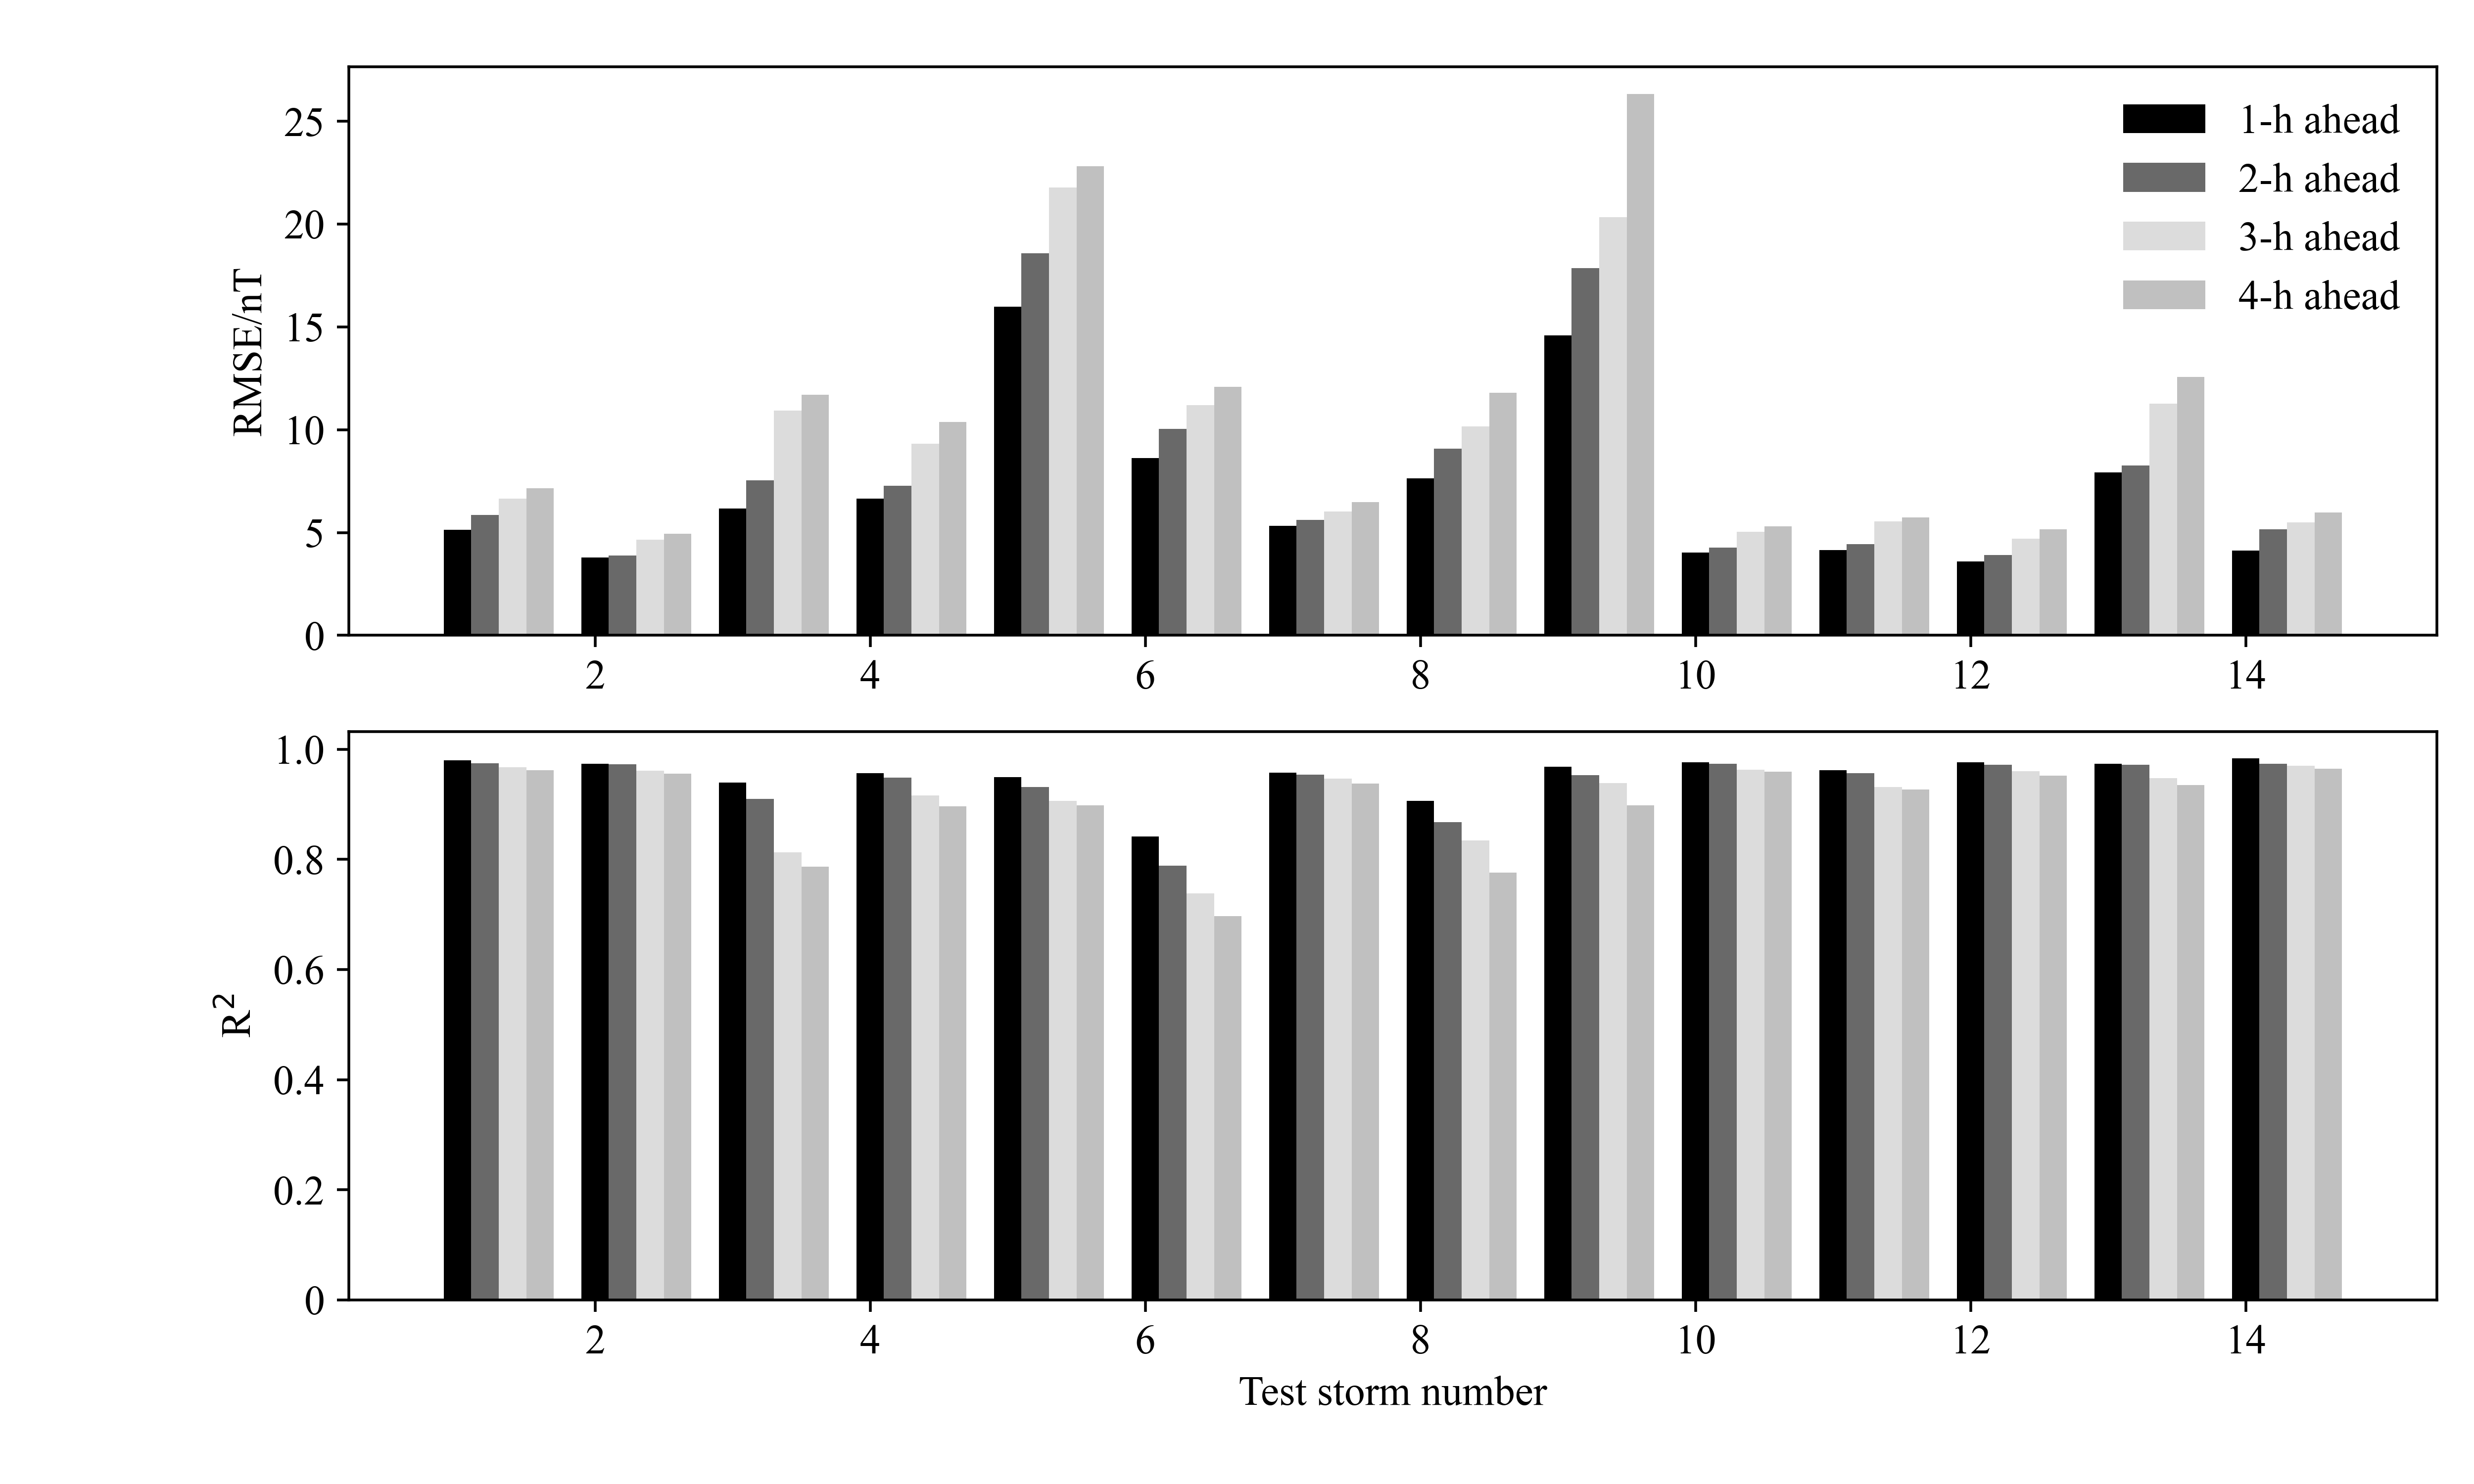 RMSE/nT
25
20
15
10
5
0
2 4 6 8 10 12 14
1-h ahead
2-h ahead
3-h ahead
4-h ahead
R²
1.0
0.8
0.6
0.4
0.2
0
2 4 6 8 10 12 14
Test storm number